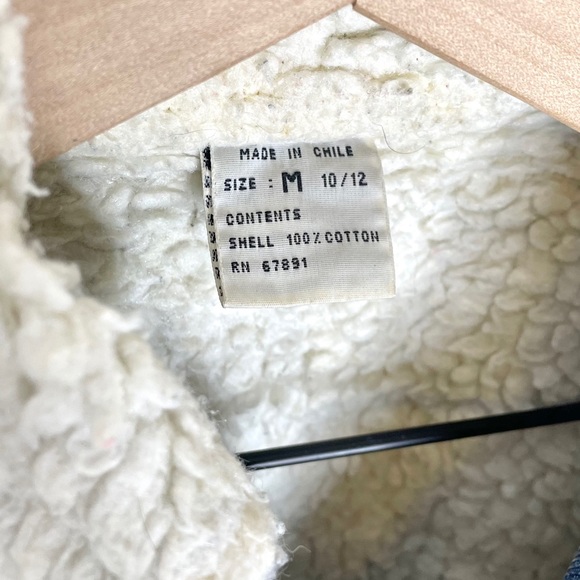 MADE IN CHILE
SIZE : M 10/12
CONTENTS
SHELL 100% COTTON
RN 67891